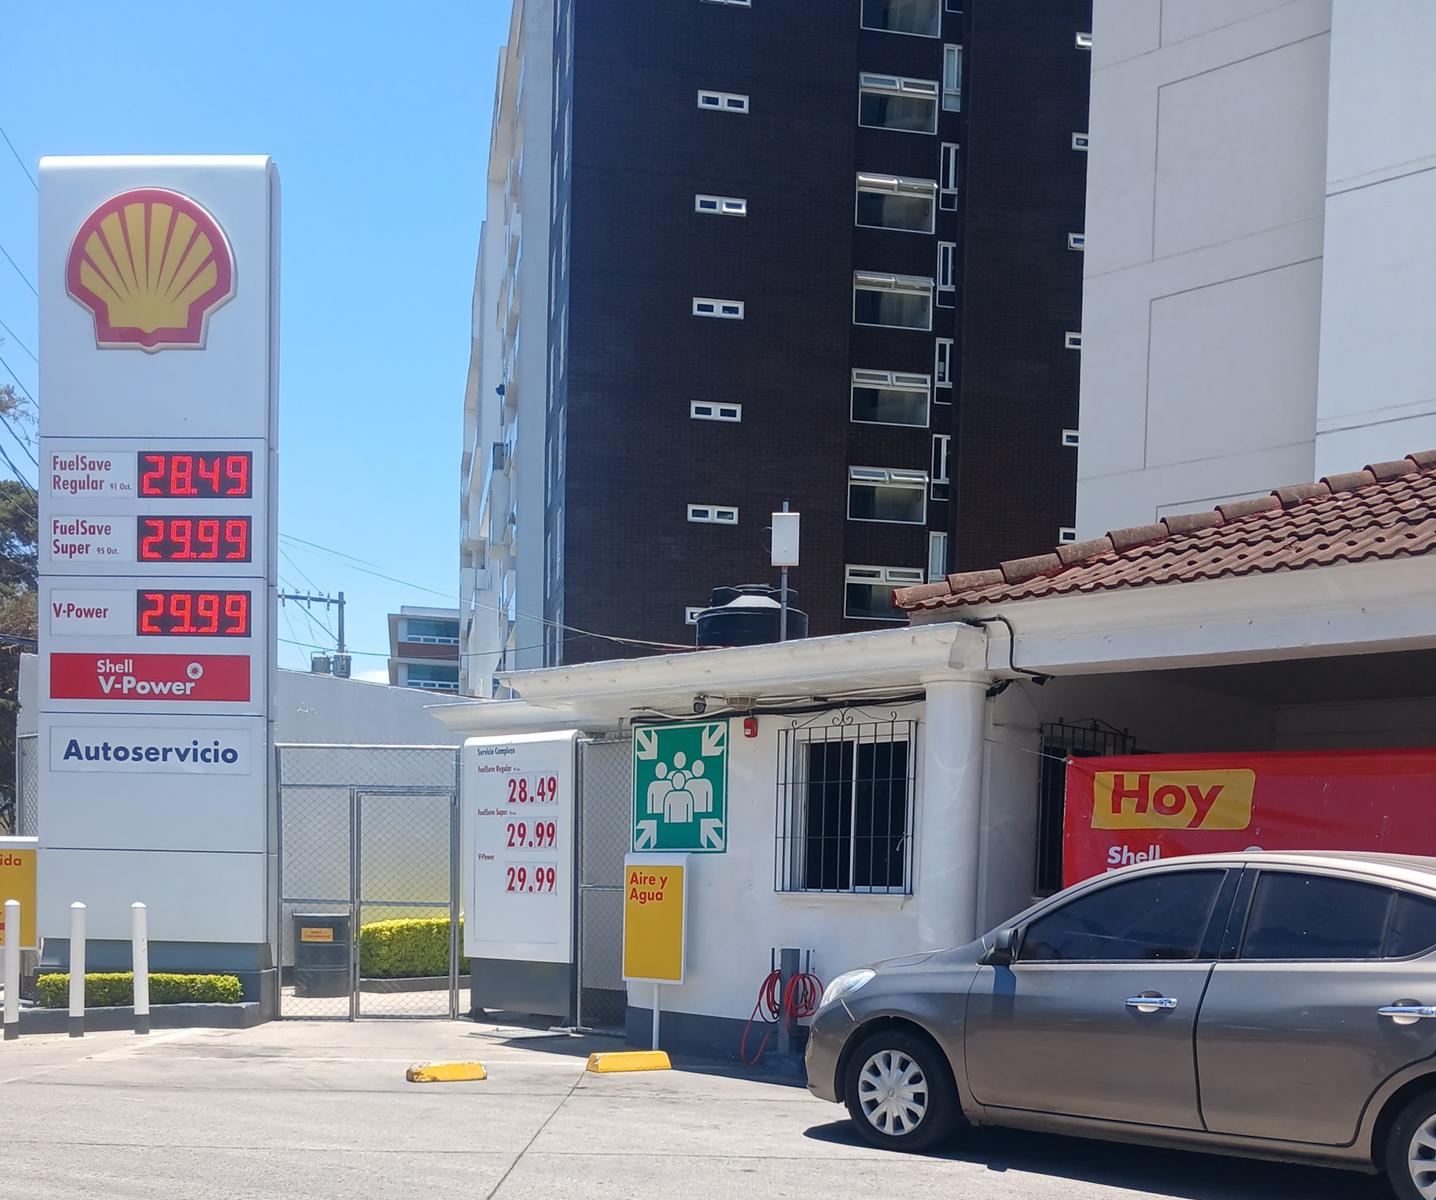 FuelSave
Regular 91 Oct.
28.49
FuelSave
Super 95 Oct.
29.99
V-Power
29.99
Shell
V-Power
Autoservicio
ida
Servicio Completo
FuelSave Regular
28.49
FuelSave Super
29.99
V-Power
29.99
Aire y
Agua
Hoy
Shell